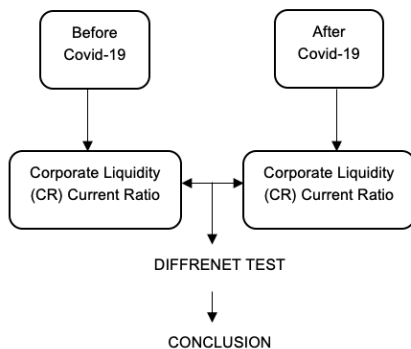 Before
Covid-19
After
Covid-19
Corporate Liquidity
(CR) Current Ratio
Corporate Liquidity
(CR) Current Ratio
DIFFRENET TEST
CONCLUSION